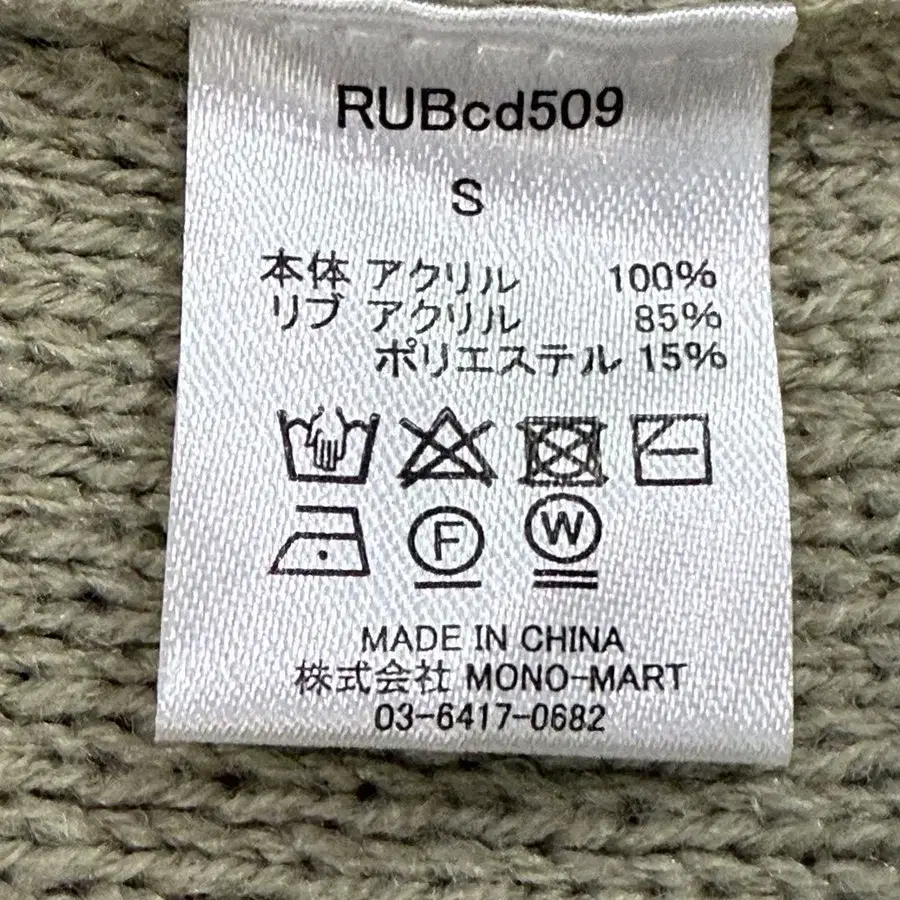 RUBcd509
S
本体 アクリル 100%
リブ アクリル 85%
ポリエステル 15%
F W
MADE IN CHINA
株式会社 MONO-MART
03-6417-0682